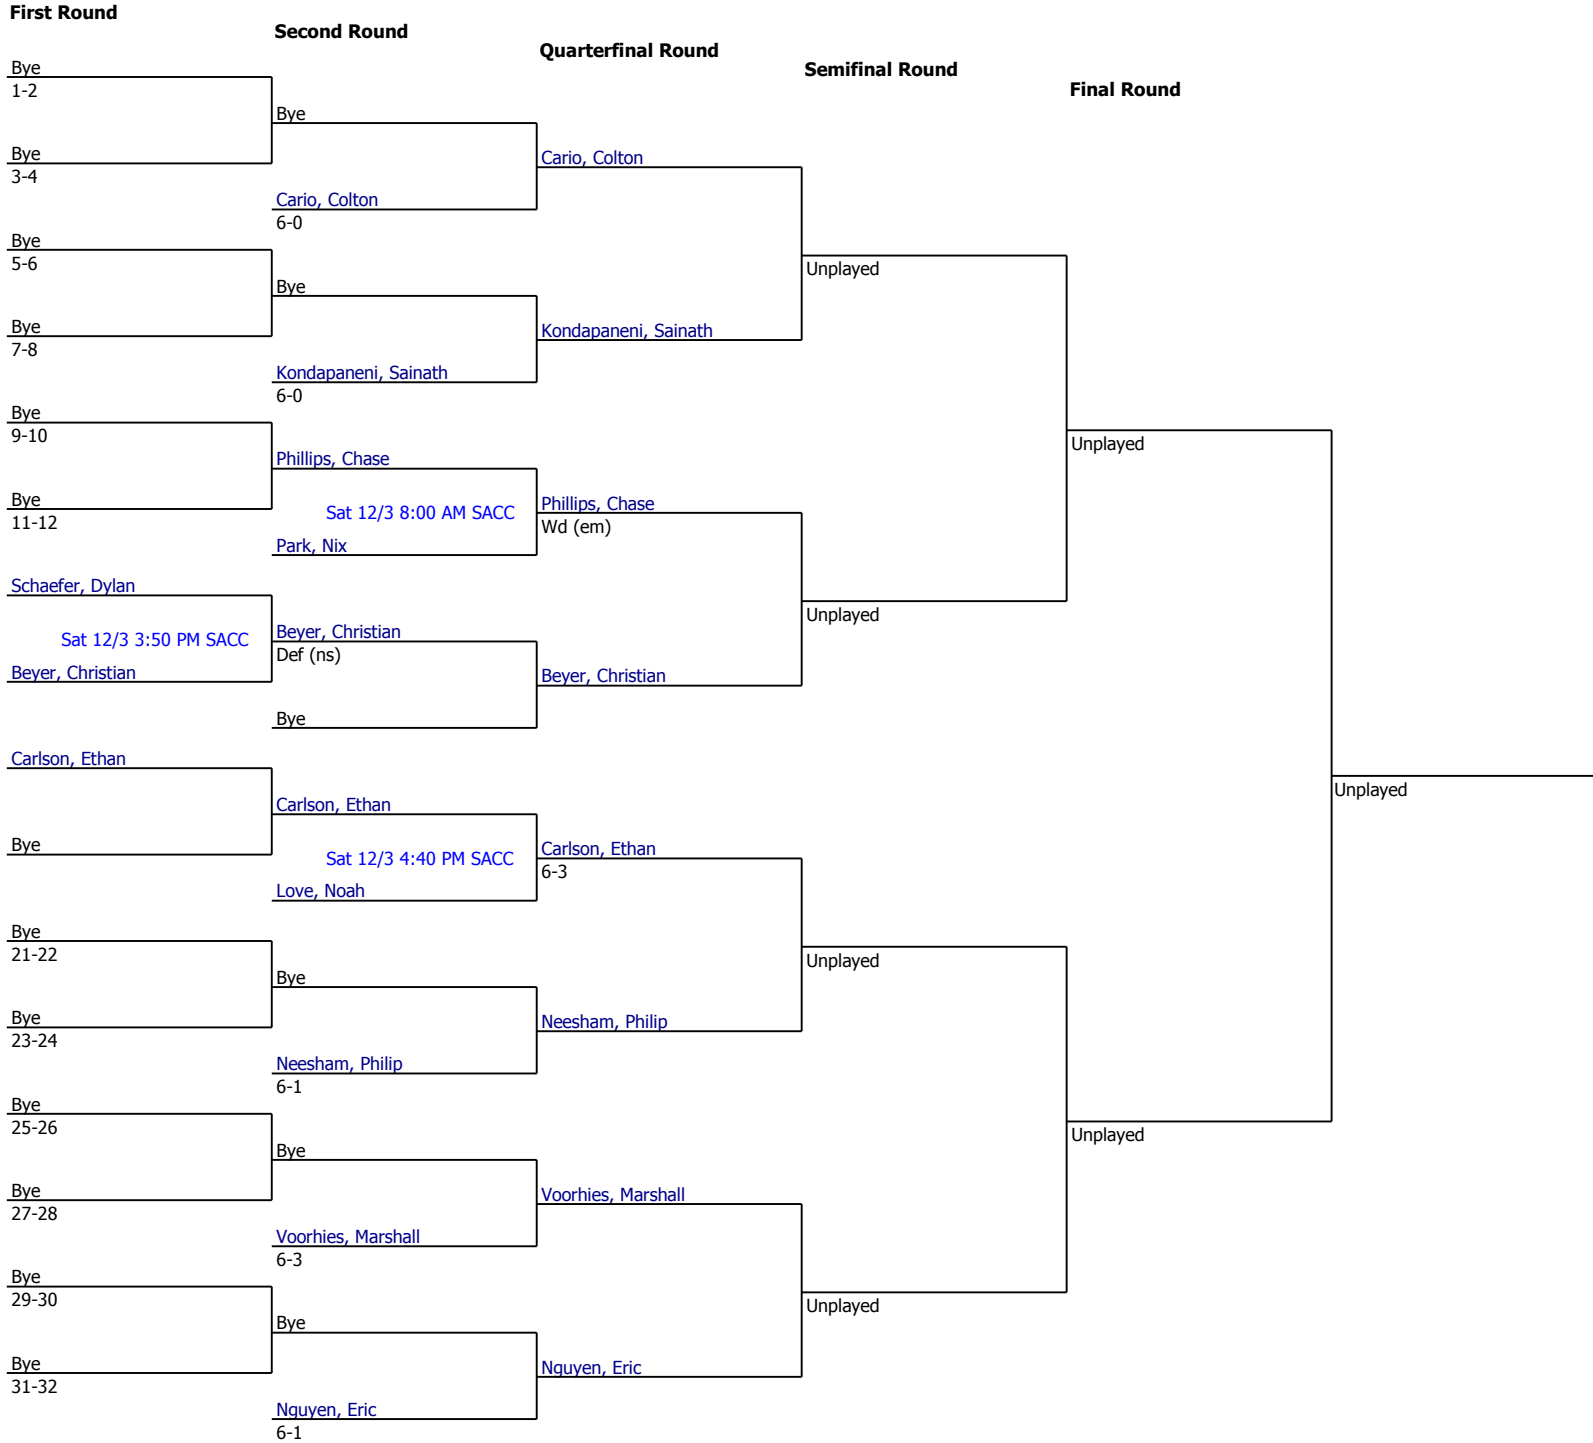 First Round
Second Round
Quarterfinal Round
Semifinal Round
Final Round
Bye
1-2
Bye
Bye
3-4
Cario, Colton
Cario, Colton
6-0
Bye
5-6
Unplayed
Bye
Bye
7-8
Kondapaneni, Sainath
Kondapaneni, Sainath
6-0
Bye
9-10
Unplayed
Phillips, Chase
Bye
11-12
Sat 12/3 8:00 AM SACC
Phillips, Chase
Wd (em)
Park, Nix
Schaefer, Dylan
Unplayed
Sat 12/3 3:50 PM SACC
Beyer, Christian
Def (ns)
Beyer, Christian
Beyer, Christian
Bye
Carlson, Ethan
Unplayed
Carlson, Ethan
Bye
Sat 12/3 4:40 PM SACC
Carlson, Ethan
6-3
Love, Noah
Bye
21-22
Unplayed
Bye
Bye
23-24
Neesham, Philip
Neesham, Philip
6-1
Bye
25-26
Unplayed
Bye
Bye
27-28
Voorhies, Marshall
Voorhies, Marshall
6-3
Bye
29-30
Unplayed
Bye
Bye
31-32
Nguyen, Eric
Nguyen, Eric
6-1